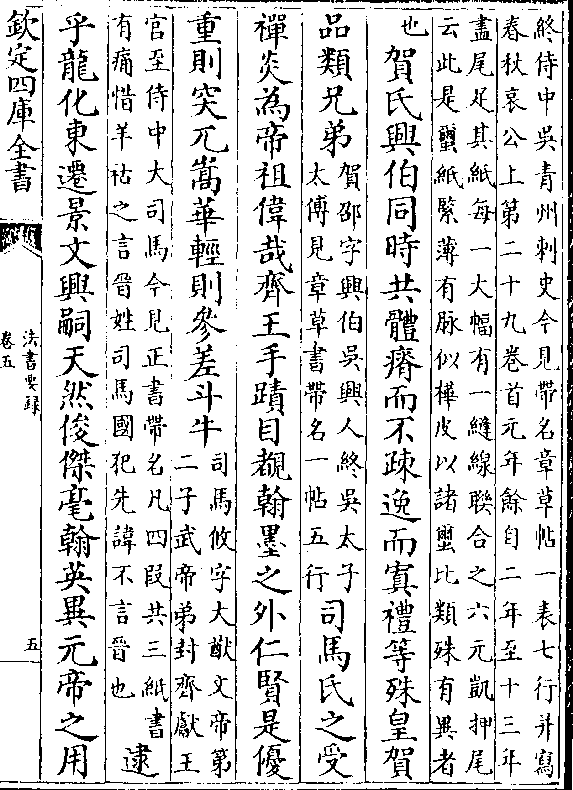 終侍中吳青州刺史今見帶名章草帖一表七行并寫
春秋哀公上第二十九卷首元年餘自二年至十三年
盡尾足其紙每一大幅有一縫線聯合之六元凱押尾
云此是蠒紙緊薄有脈似樺皮以諸蠒比類殊有異者
也
賀氏興伯同時共體瘠而不疎逸而寘禮等殊皇賀
品類兄弟
賀邵字興伯吳興人終吳太子
太傅見章草書帶名一帖五行
司馬氏之受
禪炎為帝祖偉哉齊王手蹟目覩翰墨之外仁賢是優
重則突兀嵩華輕則參差斗牛
司馬攸字大猷文帝第
二子武帝弟封齊獻王
官至侍中大司馬今見正書帶名凡四段共三紙書
有痛惜羊祜之言晉姓司馬國犯先諱不言晉也
逮
乎龍化東遷景文興嗣天然俊傑毫翰英異元帝之用
欽定四庫全書
法書要録
卷五
五